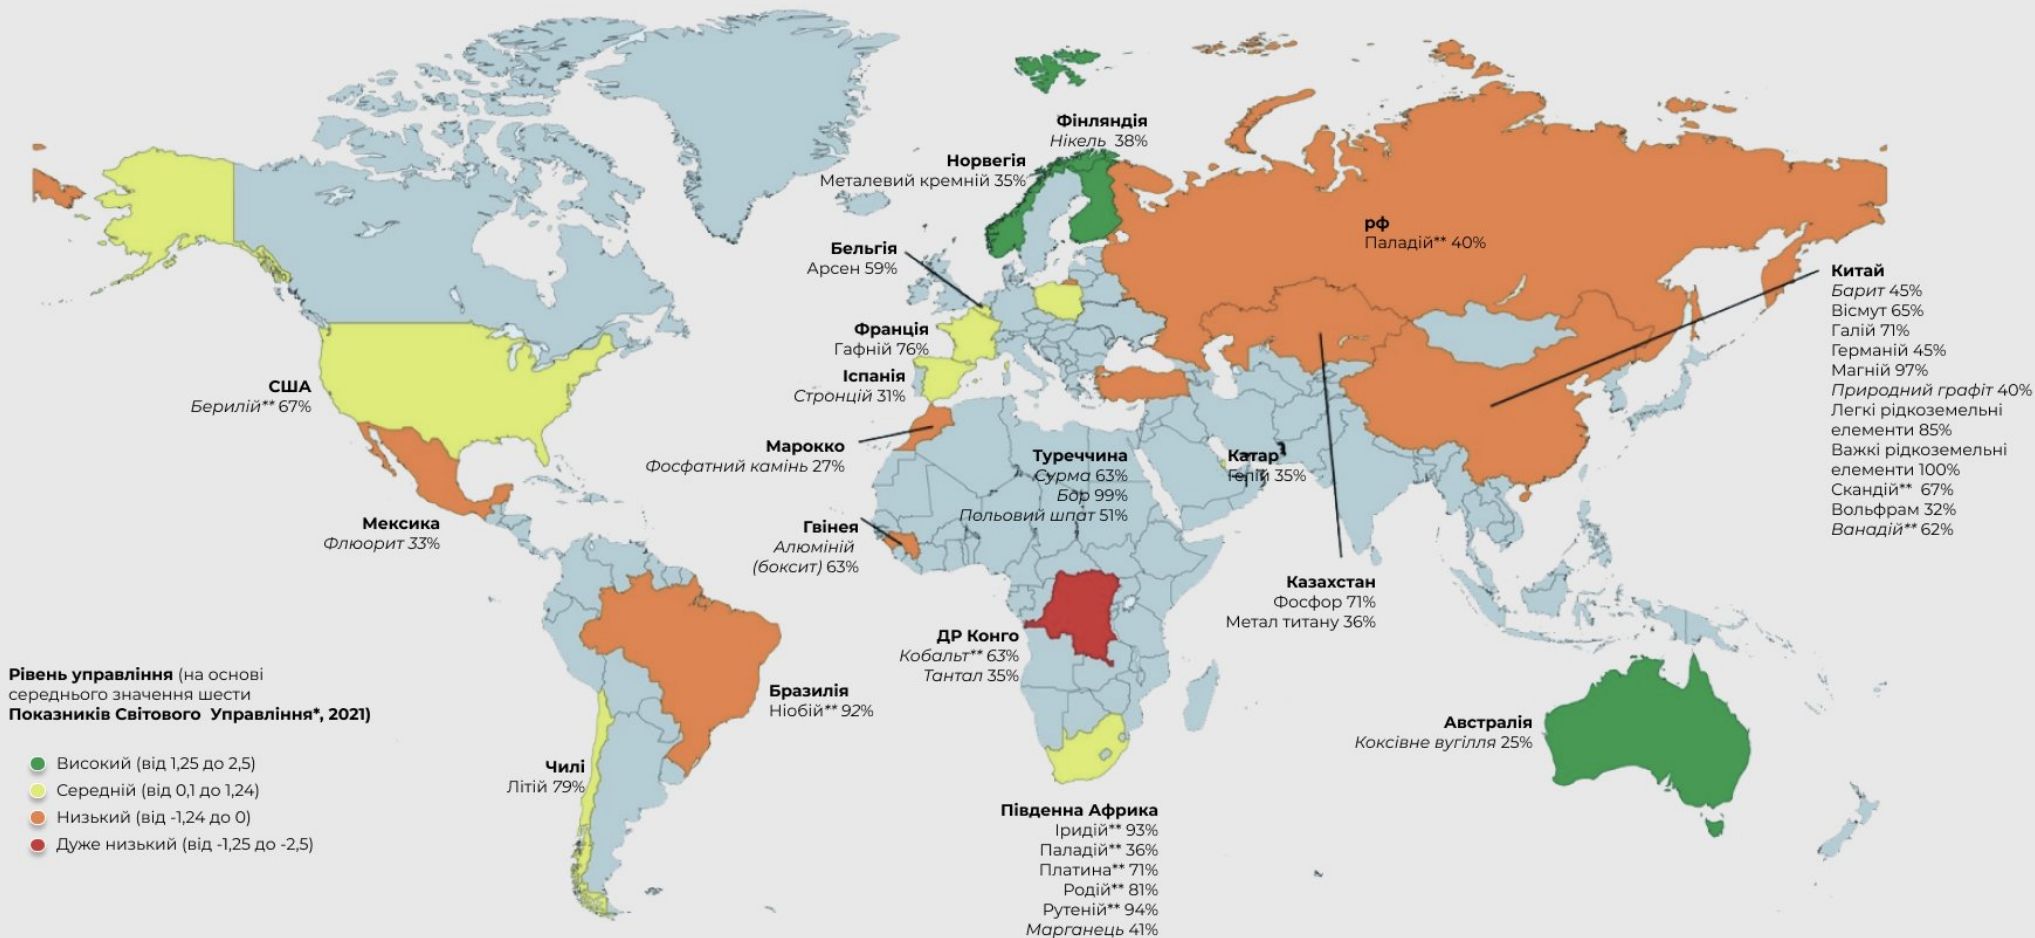 Фінляндія
Нікель 38%
Норвегія
Металевий кремній 35%
рф
Паладій** 40%
Бельгія
Арсен 59%
Китай
Барит 45%
Вісмут 65%
Галій 71%
Германій 45%
Магній 97%
Природний графіт 40%
Легкі рідкоземельні
елементи 85%
Важкі рідкоземельні
елементи 100%
Скандій** 67%
Вольфрам 32%
Ванадій** 62%
Франція
Гафній 76%
Іспанія
Стронцій 31%
США
Берилій** 67%
Марокко
Фосфатний камінь 27%
Туреччина
Сурма 63%
Бор 99%
Польовий шпат 51%
Катар
Гелій 35%
Мексика
Флюорит 33%
Гвінея
Алюміній
(боксит) 63%
Казахстан
Фосфор 71%
Метал титану 36%
ДР Конго
Кобальт** 63%
Тантал 35%
Бразилія
Ніобій** 92%
Австралія
Коксівне вугілля 25%
Чилі
Літій 79%
Південна Африка
Іридій** 93%
Паладій** 36%
Платина** 71%
Родій** 81%
Рутеній** 94%
Марганець 41%
Рівень управління (на основі
середнього значення шести
Показників Світового Управління*, 2021)
Високий (від 1,25 до 2,5)
Середній (від 0,1 до 1,24)
Низький (від -1,24 до 0)
Дуже низький (від -1,25 до -2,5)